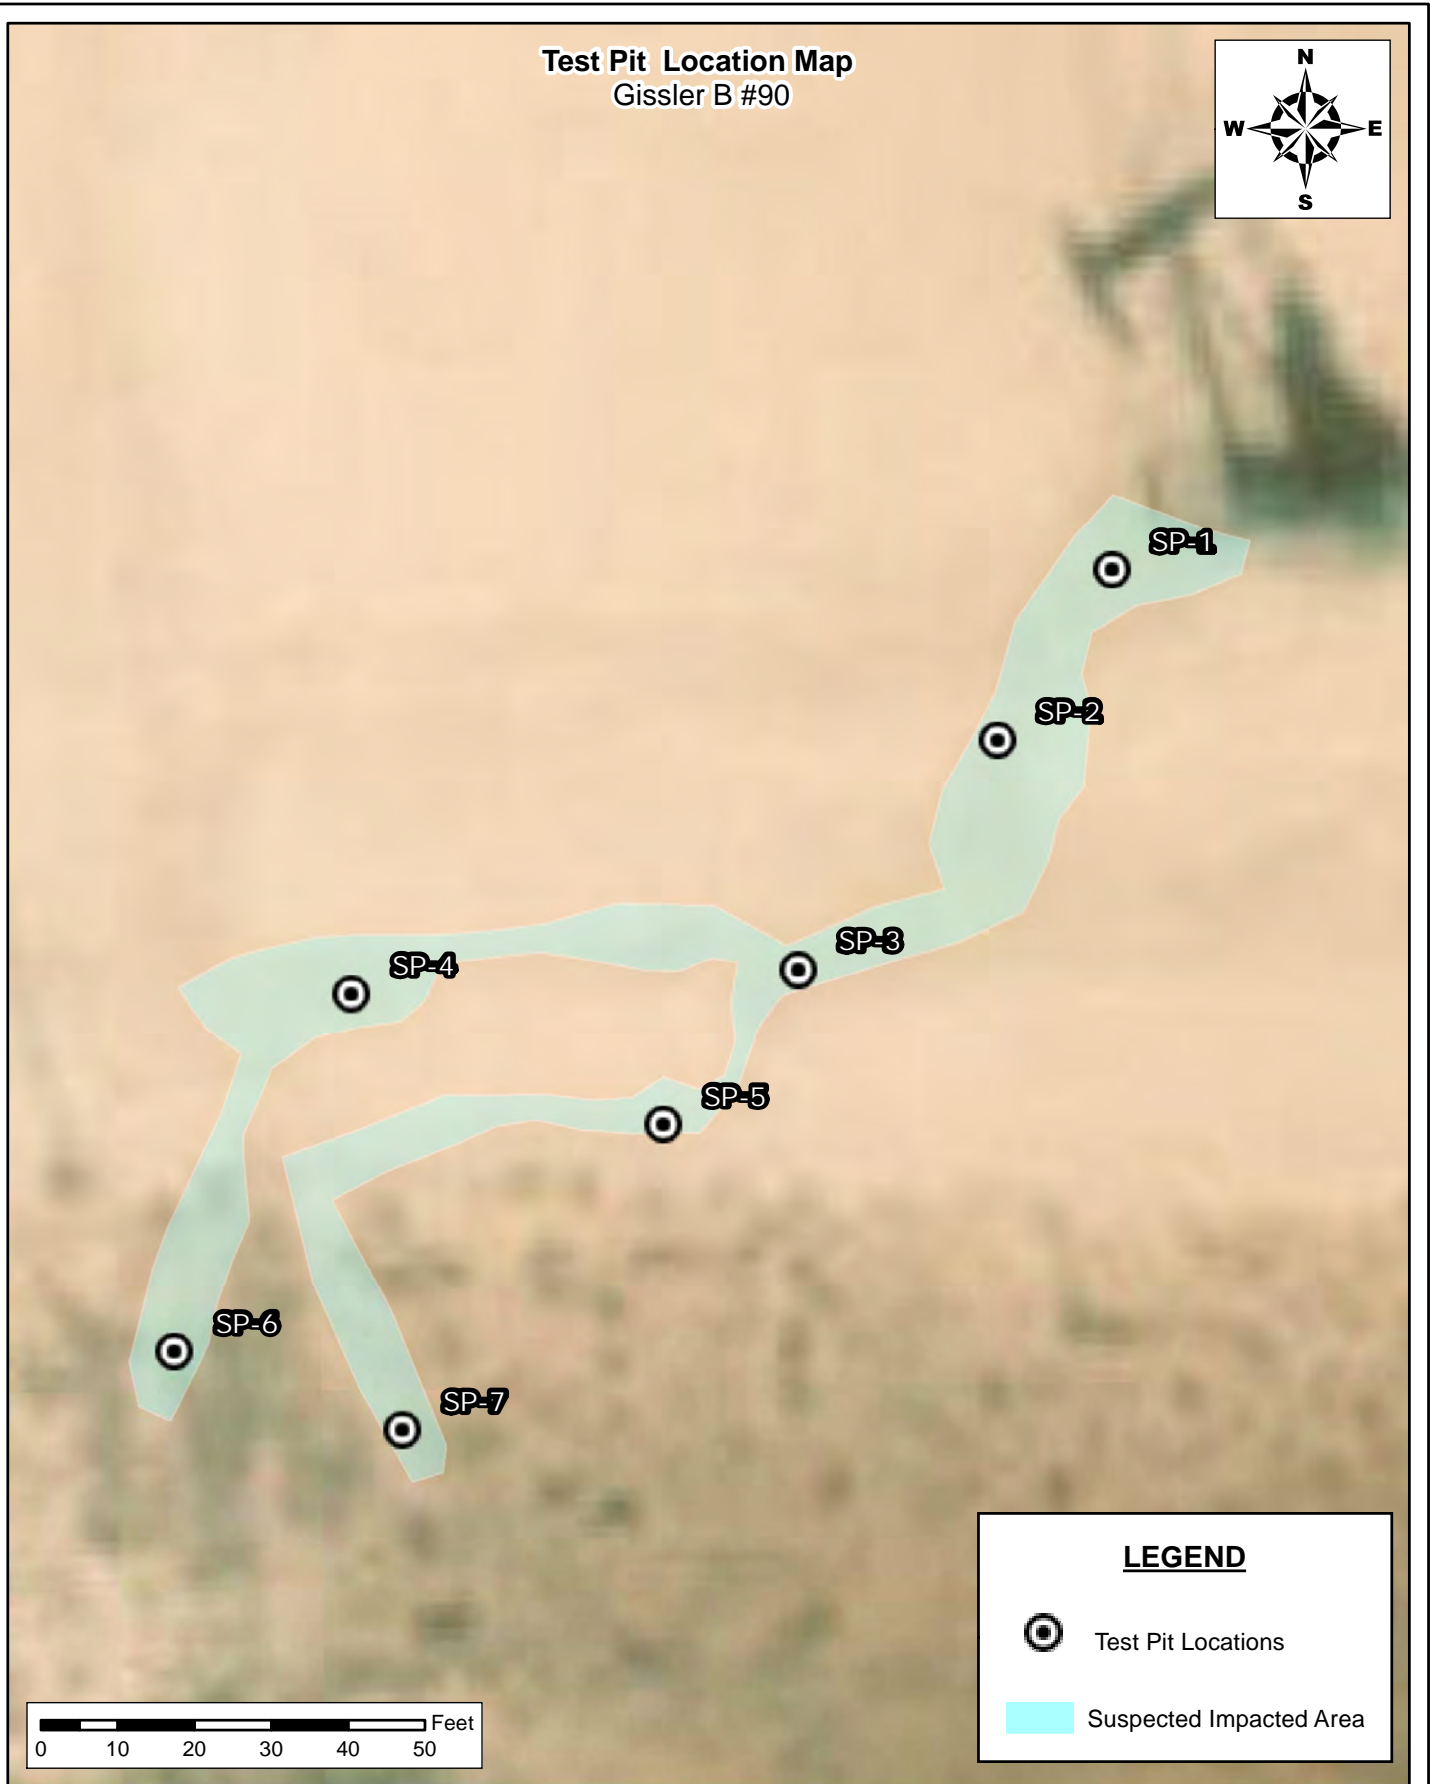 Test Pit Location Map
Gissler B #90
N
W E
S
SP-1
SP-2
SP-3
SP-4
SP-5
SP-6
SP-7
LEGEND
Test Pit Locations
Suspected Impacted Area
Feet
0 10 20 30 40 50